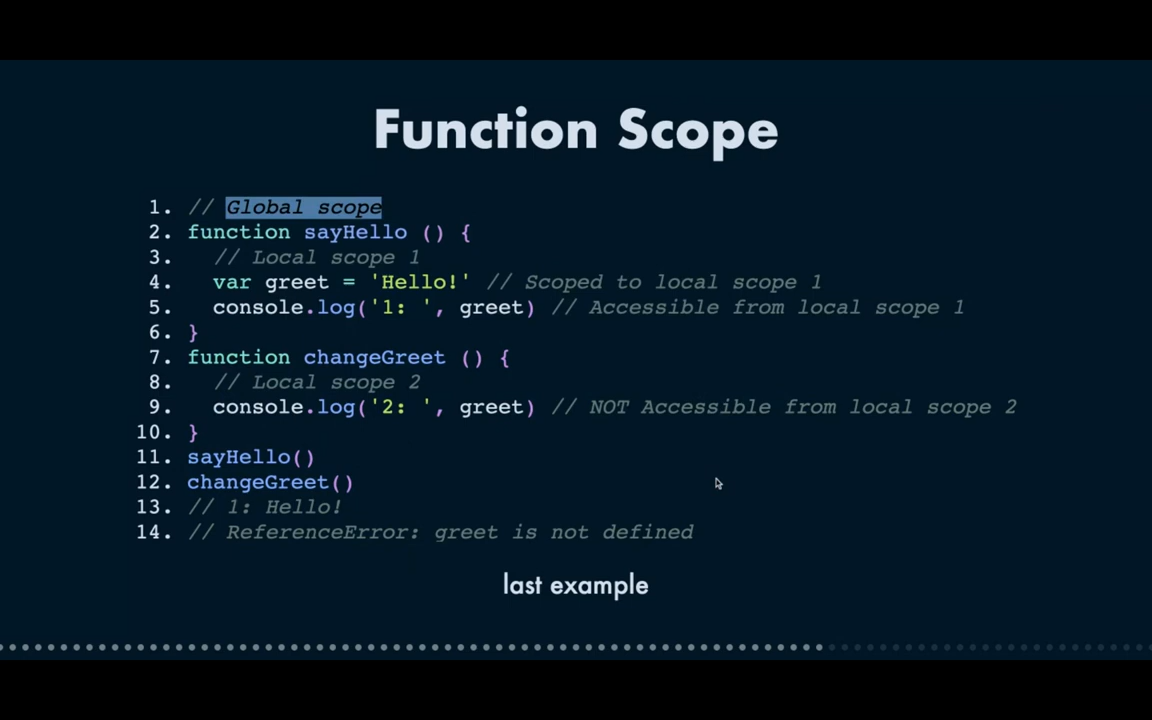 Function Scope
1. // Global scope
2. function sayHello () {
3. // Local scope 1
4. var greet = 'Hello!' // Scoped to local scope 1
5. console.log('1: ', greet) // Accessible from local scope 1
6. }
7. function changeGreet () {
8. // Local scope 2
9. console.log('2: ', greet) // NOT Accessible from local scope 2
10. }
11. sayHello()
12. changeGreet()
13. // 1: Hello!
14. // ReferenceError: greet is not defined
last example